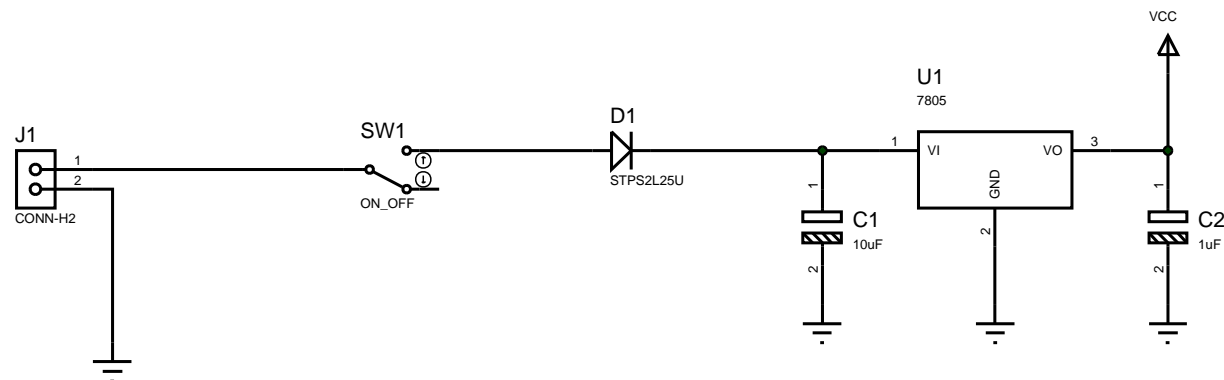 J1
1
2
CONN-H2
SW1
ON_OFF
D1
STPS2L25U
1
C1
10uF
2
U1
7805
1
VI
VO
3
GND
2
VCC
1
C2
1uF
2